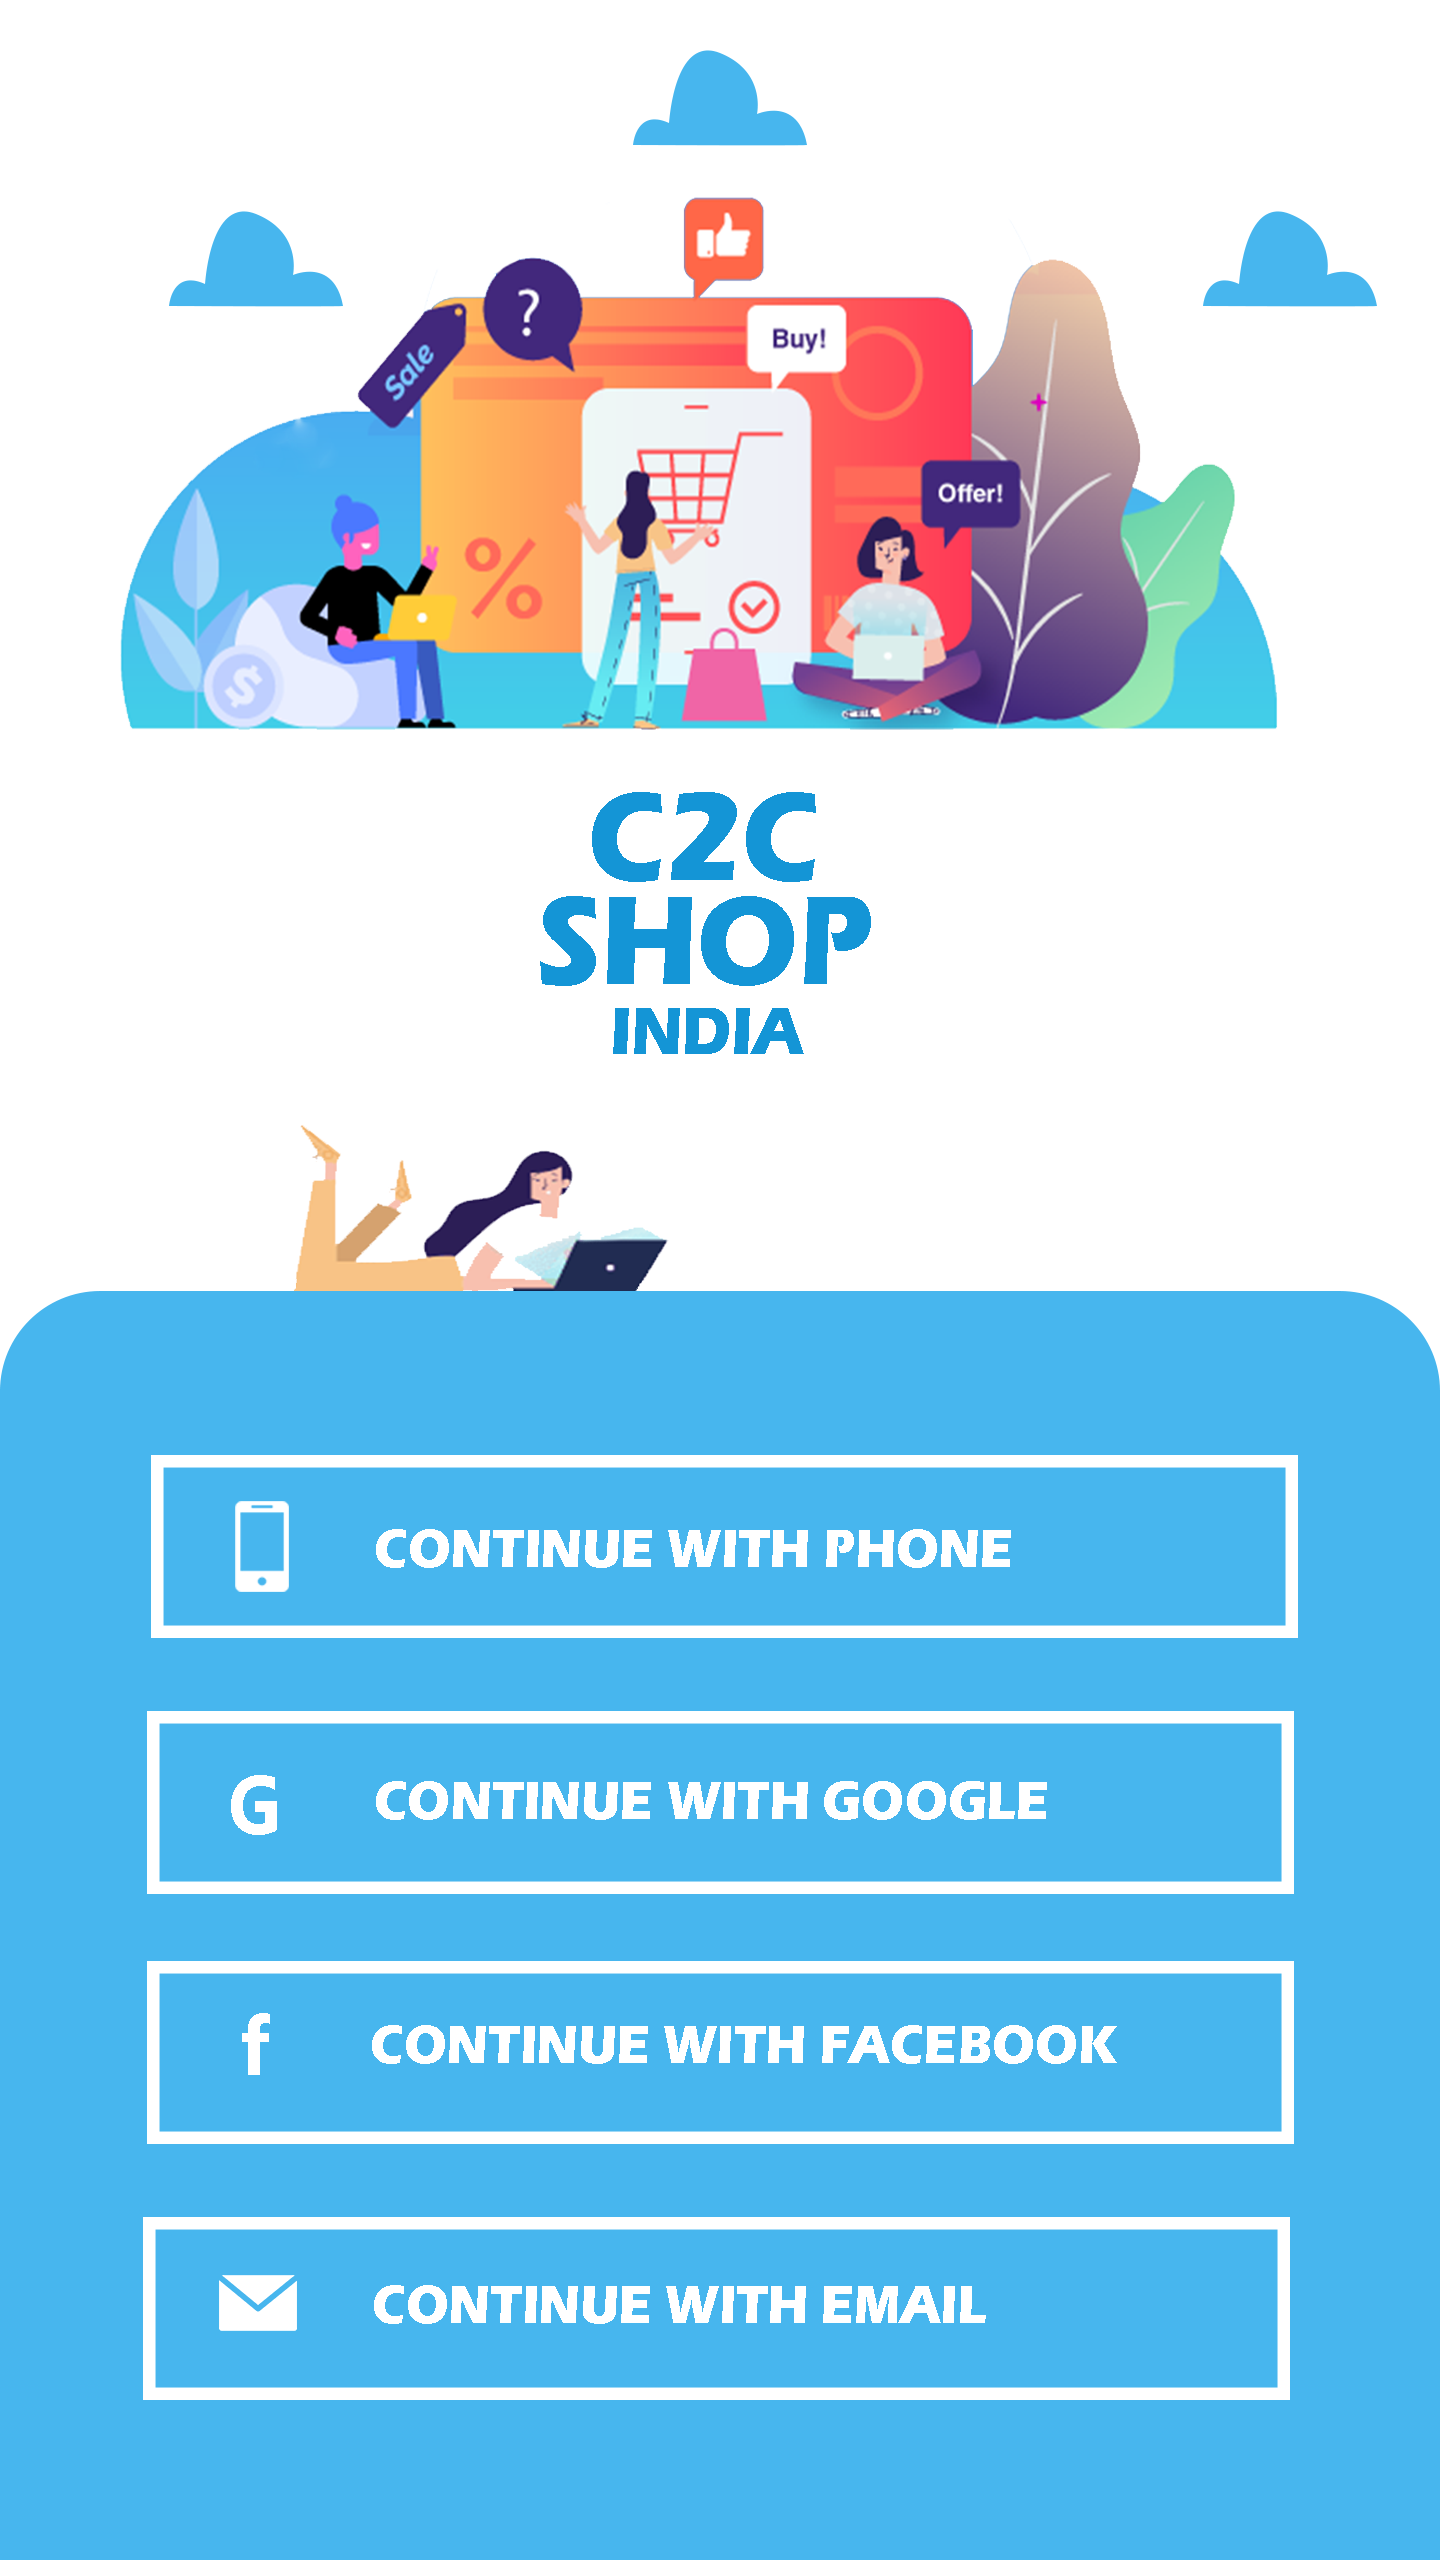 ?
Buy!
Sale
Offer!
%
$
C2C
SHOP
INDIA
CONTINUE WITH PHONE
G CONTINUE WITH GOOGLE
f CONTINUE WITH FACEBOOK
CONTINUE WITH EMAIL